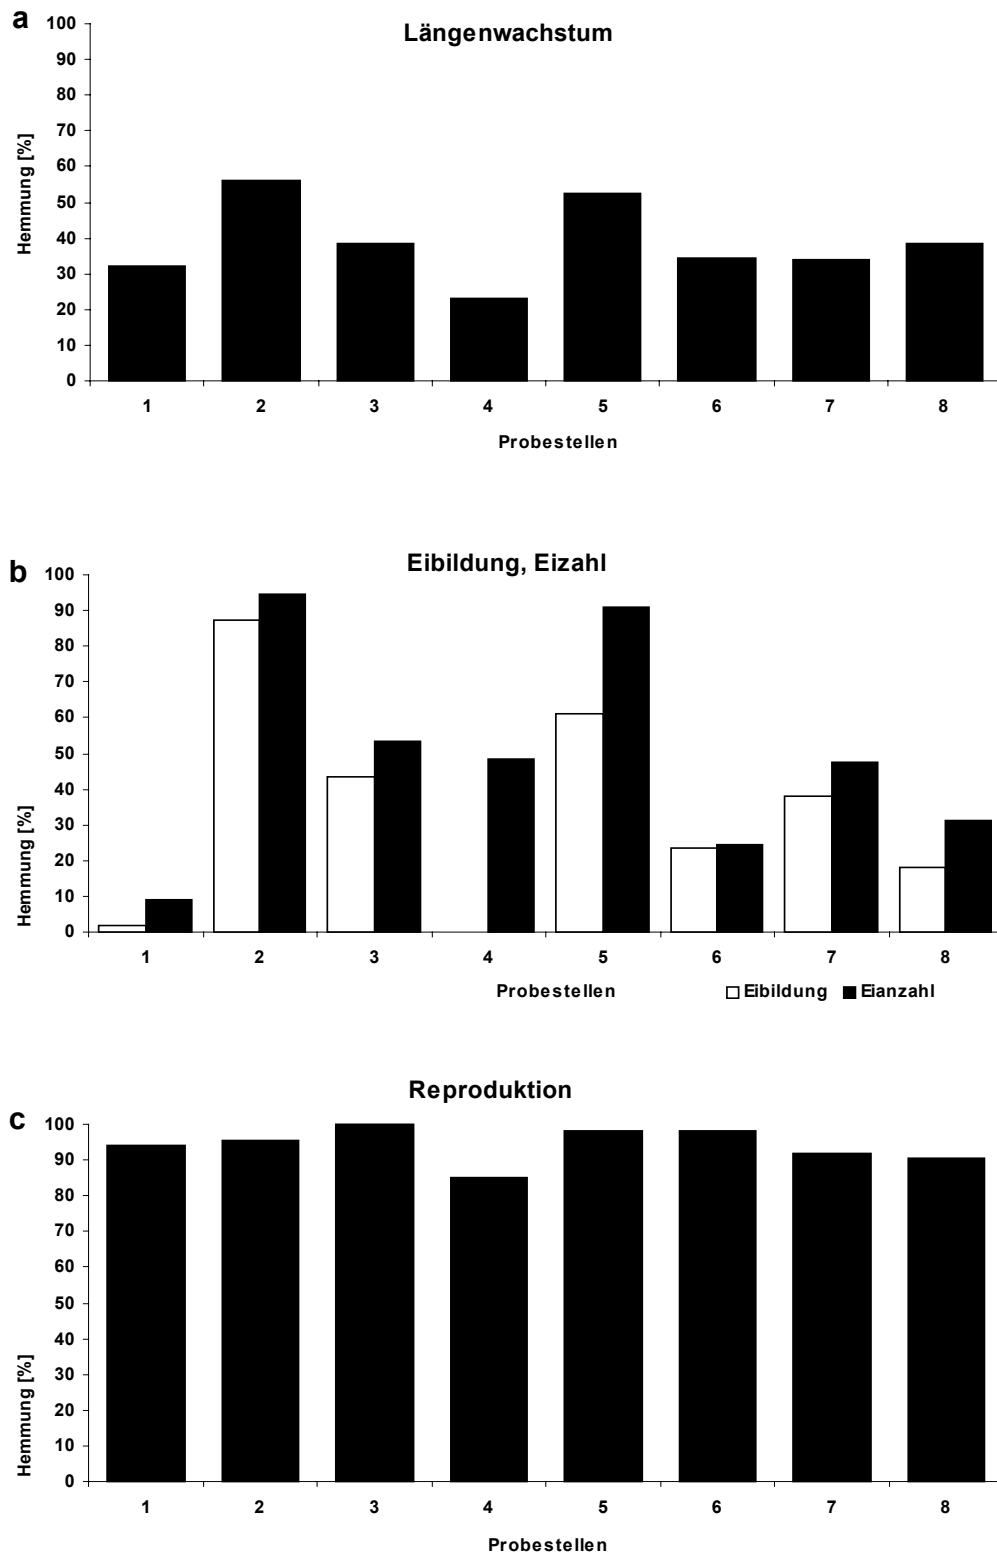 a
Längenwachstum
100
90
80
70
60
50
40
30
20
10
0
Hemmung [%]
1 2 3 4 5 6 7 8
Probestellen
b
Eibildung, Eizahl
100
90
80
70
60
50
40
30
20
10
0
Hemmung [%]
1 2 3 4 5 6 7 8
Probestellen
Eibildung Eianzahl
c
Reproduktion
100
90
80
70
60
50
40
30
20
10
0
Hemmung [%]
1 2 3 4 5 6 7 8
Probestellen